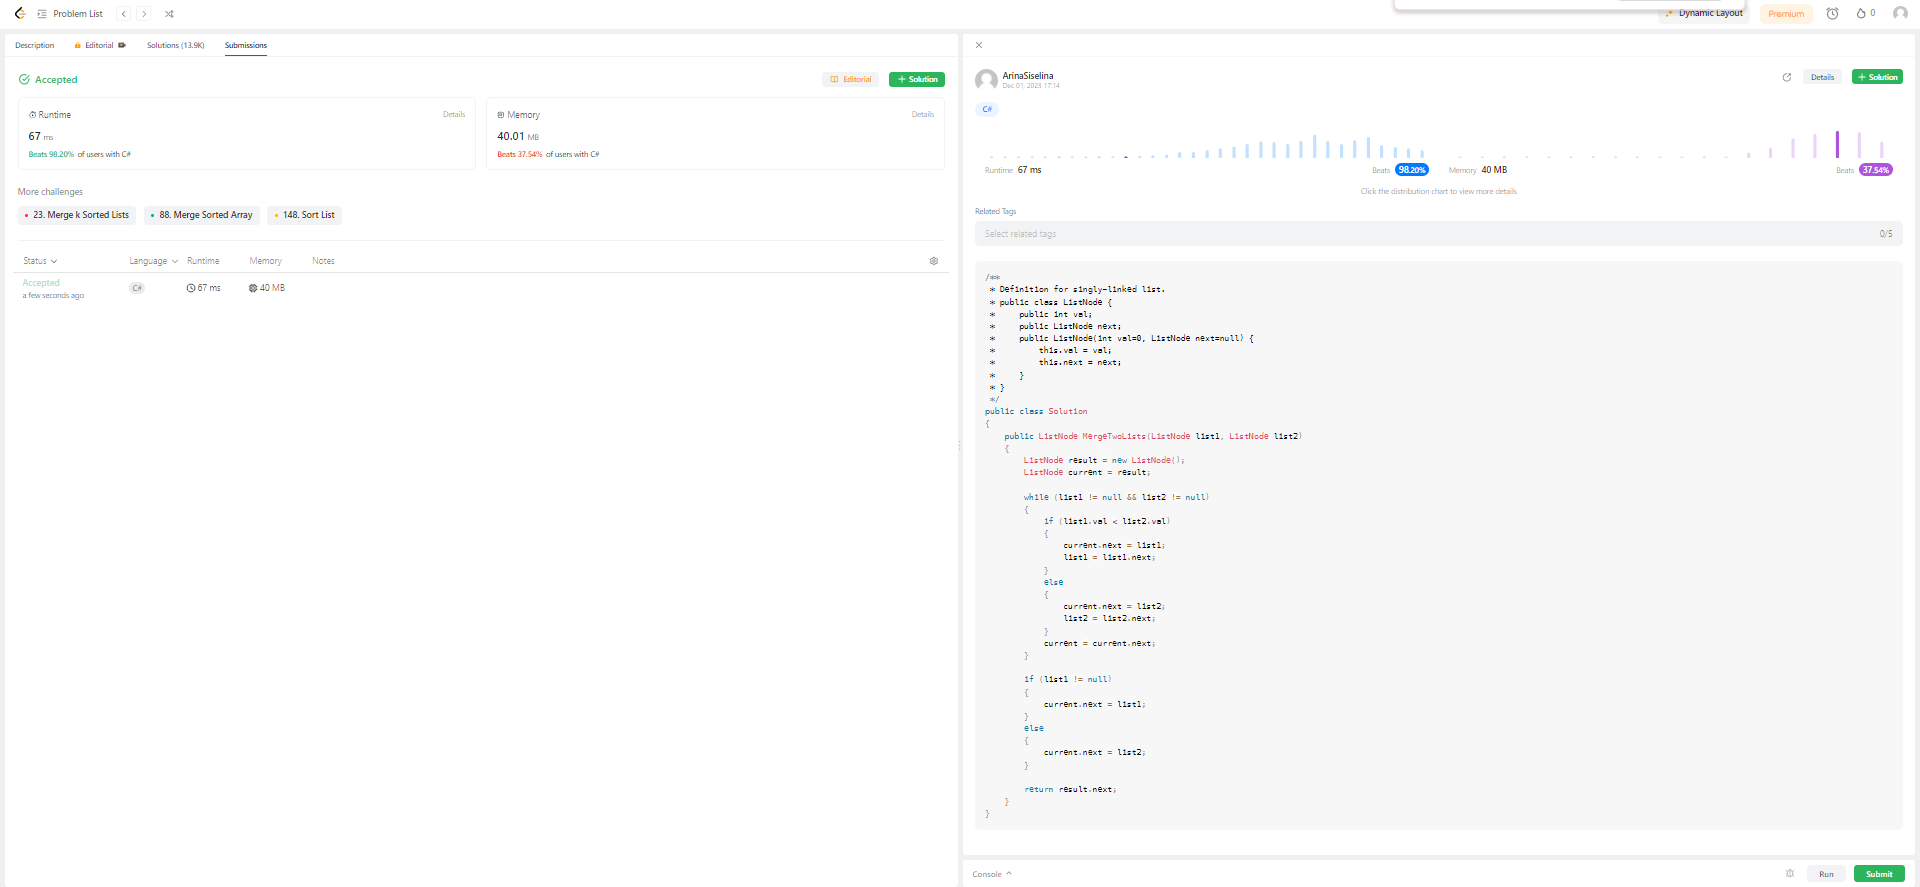 Problem List
Dynamic Layout
Premium
0
Description
Editorial
Solutions (13.9K)
Submissions
Accepted
Editorial
Solution
Runtime
Details
67 ms
Beats 98.20% of users with C#
Memory
Details
40.01 MB
Beats 37.54% of users with C#
More challenges
23. Merge k Sorted Lists
88. Merge Sorted Array
148. Sort List
Status
Language
Runtime
Memory
Notes
Accepted
a few seconds ago
C#
67 ms
40 MB
ArinaSiselina
Dec 01, 2023 17:14
Details
Solution
C#
Runtime 67 ms
Beats 98.20%
Memory 40 MB
Beats 37.54%
Click the distribution chart to view more details
Related Tags
Select related tags
0/5
/**
 * Definition for singly-linked list.
 * public class ListNode {
 *     public int val;
 *     public ListNode next;
 *     public ListNode(int val=0, ListNode next=null) {
 *         this.val = val;
 *         this.next = next;
 *     }
 * }
 */
public class Solution
{
    public ListNode MergeTwoLists(ListNode list1, ListNode list2)
    {
        ListNode result = new ListNode();
        ListNode current = result;
        while (list1 != null && list2 != null)
        {
            if (list1.val < list2.val)
            {
                current.next = list1;
                list1 = list1.next;
            }
            else
            {
                current.next = list2;
                list2 = list2.next;
            }
            current = current.next;
        }
        if (list1 != null)
        {
            current.next = list1;
        }
        else
        {
            current.next = list2;
        }
        return result.next;
    }
}
Console
Run
Submit